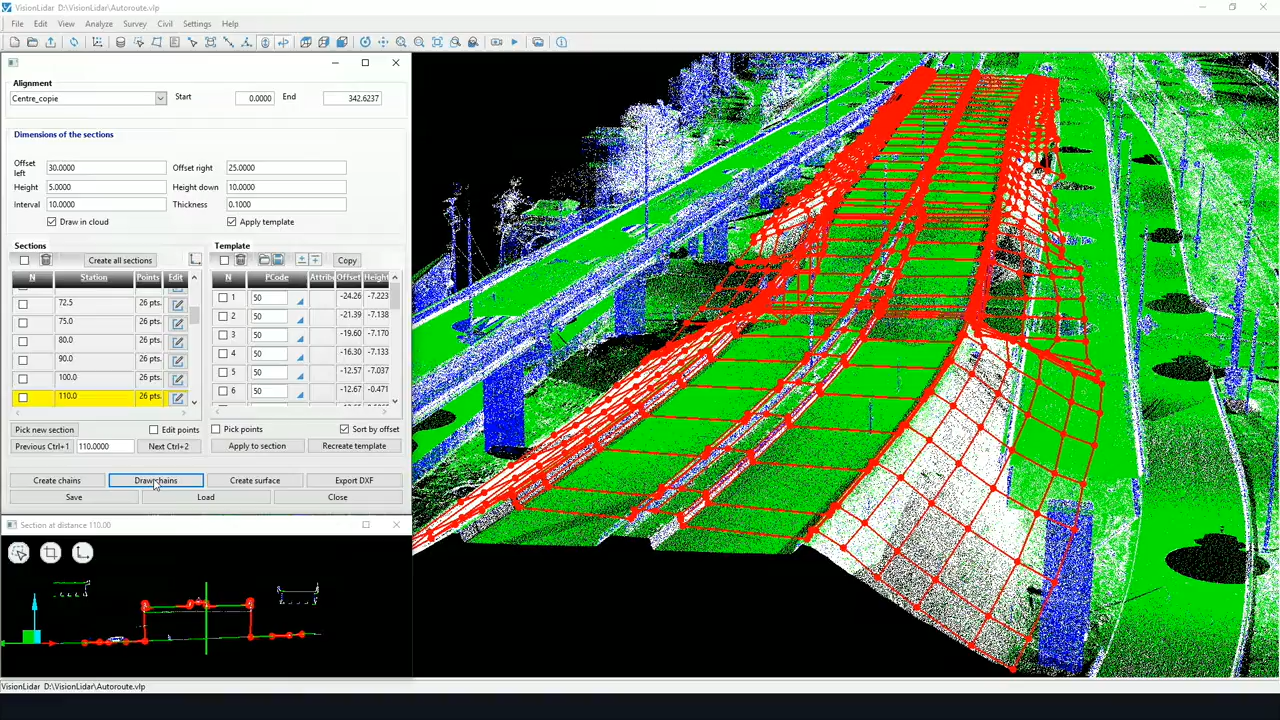 VisionLidar D:\VisionLidar\Autoroute.vlp
File Edit View Analyze Survey Civil Settings Help
Alignment
Centre_copie Start 0.0000 End 342.6237
Dimensions of the sections
Offset left 30.0000 Offset right 25.0000
Height 5.0000 Height down 10.0000
Interval 10.0000 Thickness 0.1000
Draw in cloud Apply template
Sections Template
Create all sections Copy
N Station Points Edit N PCode Attrib Offset Height
72.5 26 pts. 1 50 -24.26 -7.223
75.0 26 pts. 2 50 -21.39 -7.138
80.0 26 pts. 3 50 -19.60 -7.170
90.0 26 pts. 4 50 -16.30 -7.133
100.0 26 pts. 5 50 -12.57 -7.037
110.0 26 pts. 6 50 -12.67 -0.471
Pick new section Edit points Pick points Sort by offset
Previous Ctrl+1 110.0000 Next Ctrl+2 Apply to section Recreate template
Create chains Draw chains Create surface Export DXF
Save Load Close
Section at distance 110.00
VisionLidar D:\VisionLidar\Autoroute.vlp